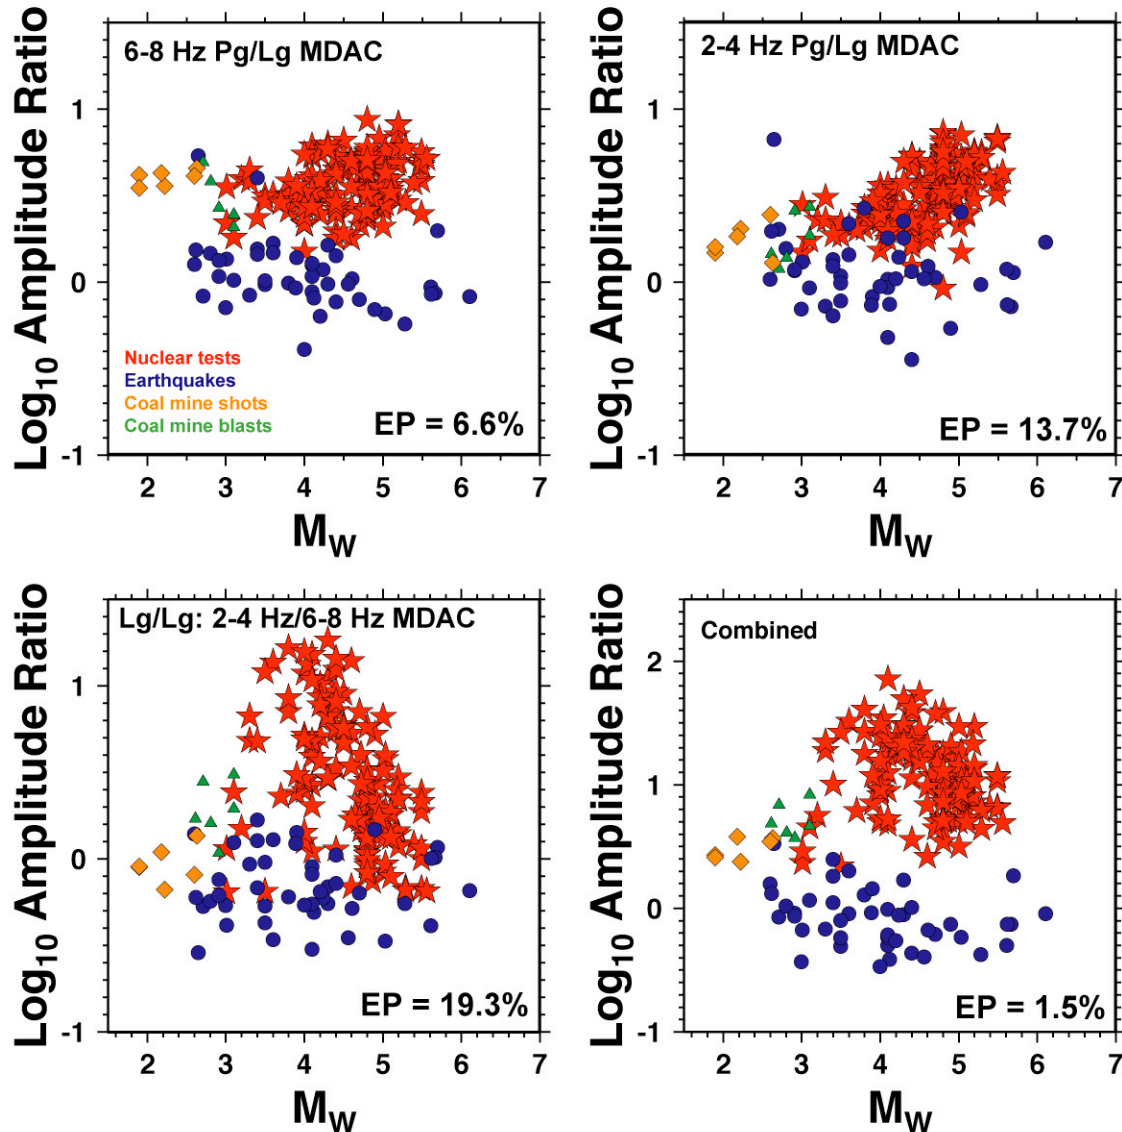 6-8 Hz Pg/Lg MDAC
Log10 Amplitude Ratio
1
0
-1
Nuclear tests
Earthquakes
Coal mine shots
Coal mine blasts
EP = 6.6%
2 3 4 5 6 7
MW
2-4 Hz Pg/Lg MDAC
Log10 Amplitude Ratio
1
0
-1
EP = 13.7%
2 3 4 5 6 7
MW
Lg/Lg: 2-4 Hz/6-8 Hz MDAC
Log10 Amplitude Ratio
1
0
-1
EP = 19.3%
2 3 4 5 6 7
MW
Combined
Log10 Amplitude Ratio
2
1
0
-1
EP = 1.5%
2 3 4 5 6 7
MW